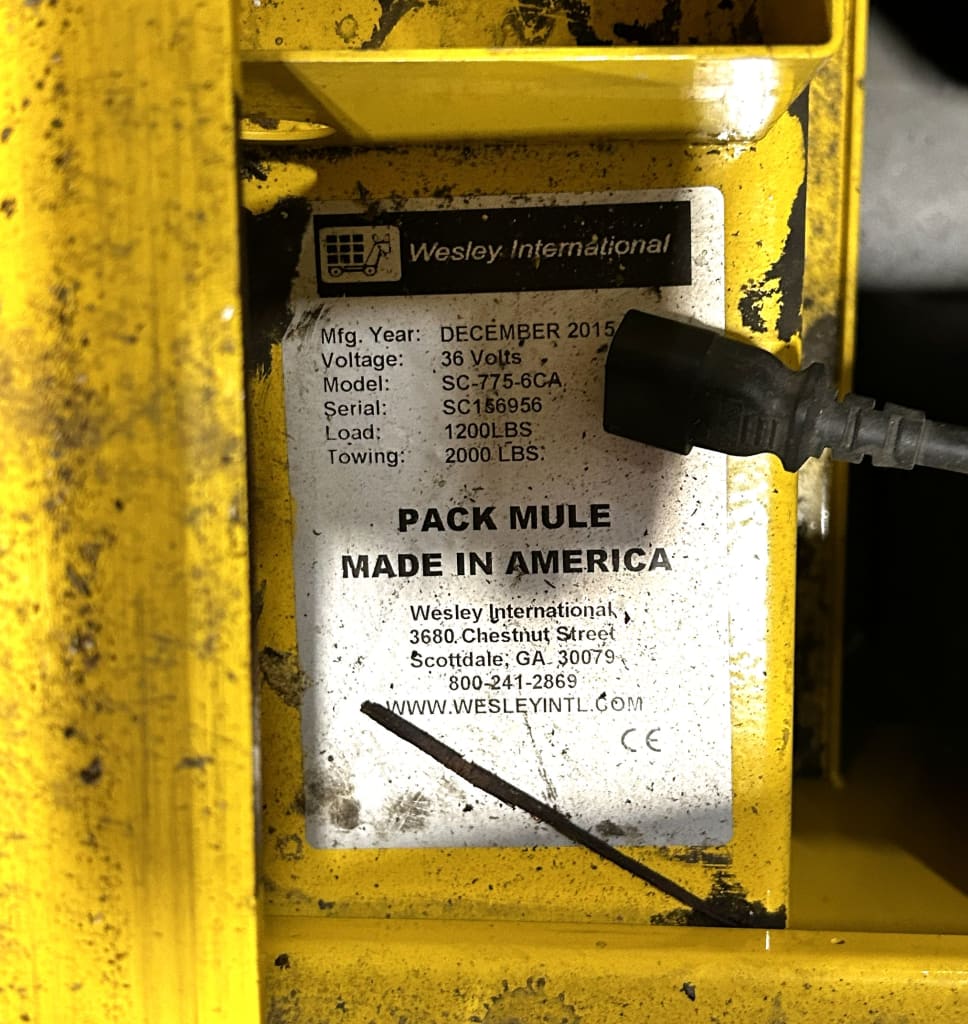 Wesley International
Mfg. Year: DECEMBER 2015
Voltage: 36 Volts
Model: SC-775-6CA
Serial: SC156956
Load: 1200LBS
Towing: 2000 LBS.
PACK MULE
MADE IN AMERICA
Wesley International
3680 Chestnut Street
Scottdale, GA 30079
800-241-2869
WWW.WESLEYINTL.COM
CE